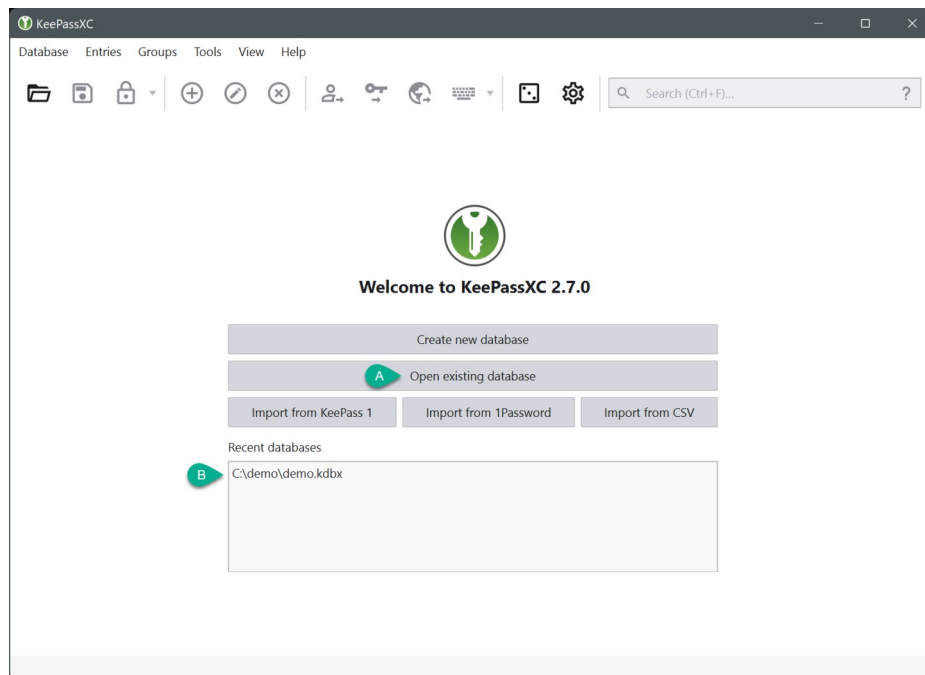 KeePassXC
Database Entries Groups Tools View Help
Search (Ctrl+F)... ?
Welcome to KeePassXC 2.7.0
Create new database
A Open existing database
Import from KeePass 1 Import from 1Password Import from CSV
Recent databases
B C:\demo\demo.kdbx